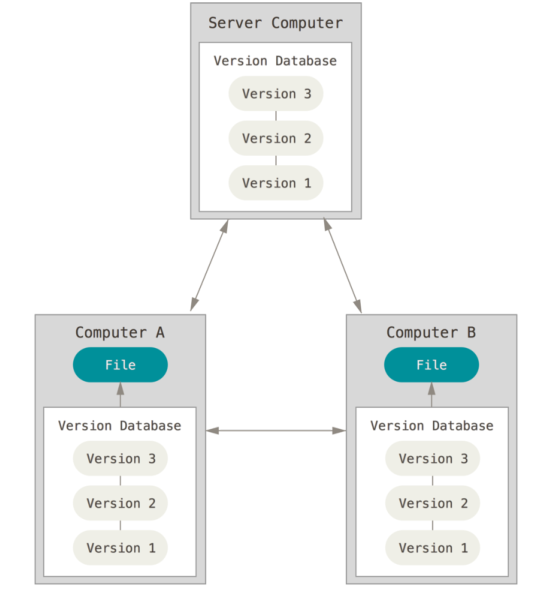 Server Computer
Version Database
Version 3
Version 2
Version 1
Computer A
File
Version Database
Version 3
Version 2
Version 1
Computer B
File
Version Database
Version 3
Version 2
Version 1